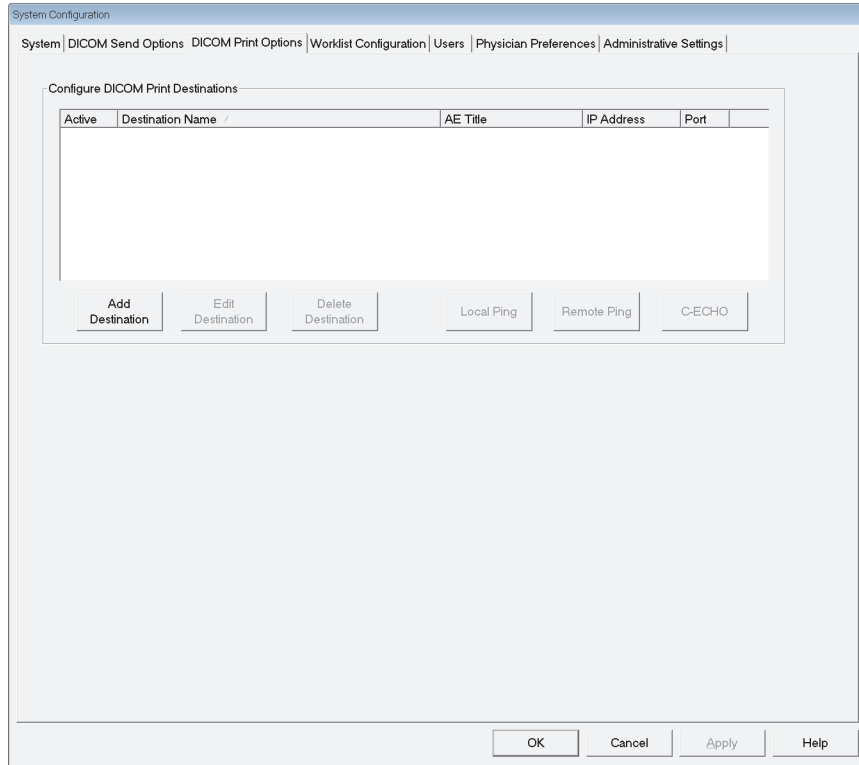 System Configuration
System DICOM Send Options DICOM Print Options Worklist Configuration Users Physician Preferences Administrative Settings
Configure DICOM Print Destinations
Active Destination Name / AE Title IP Address Port
Add Destination Edit Destination Delete Destination Local Ping Remote Ping C-ECHO
OK Cancel Apply Help